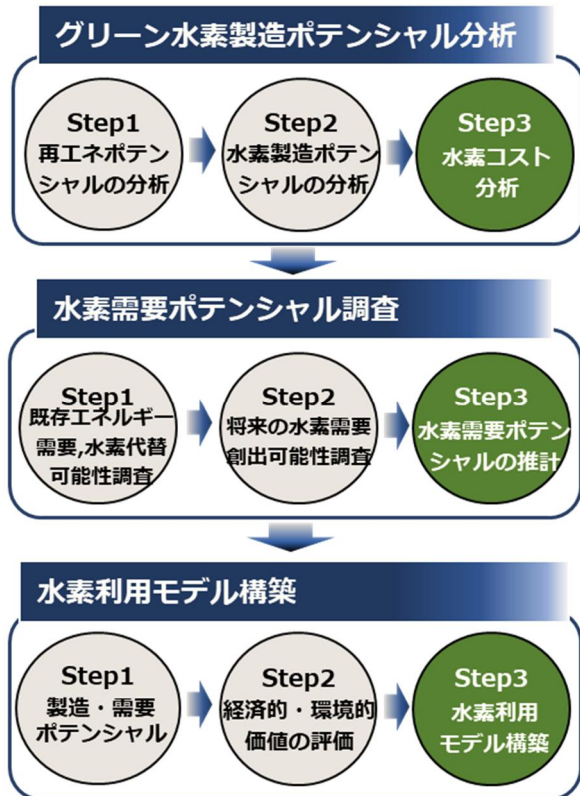 グリーン水素製造ポテンシャル分析
Step1
再エネポテン
シャルの分析
Step2
水素製造ポテン
シャルの分析
Step3
水素コスト
分析
水素需要ポテンシャル調査
Step1
既存エネルギー
需要,水素代替
可能性調査
Step2
将来の水素需要
創出可能性調査
Step3
水素需要ポテン
シャルの推計
水素利用モデル構築
Step1
製造・需要
ポテンシャル
Step2
経済的・環境的
価値の評価
Step3
水素利用
モデル構築